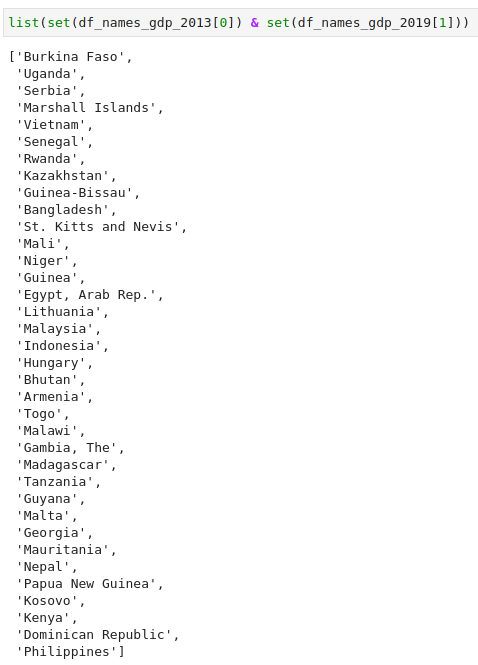 list(set(df_names_gdp_2013[0]) & set(df_names_gdp_2019[1]))
['Burkina Faso',
'Uganda',
'Serbia',
'Marshall Islands',
'Vietnam',
'Senegal',
'Rwanda',
'Kazakhstan',
'Guinea-Bissau',
'Bangladesh',
'St. Kitts and Nevis',
'Mali',
'Niger',
'Guinea',
'Egypt, Arab Rep.',
'Lithuania',
'Malaysia',
'Indonesia',
'Hungary',
'Bhutan',
'Armenia',
'Togo',
'Malawi',
'Gambia, The',
'Madagascar',
'Tanzania',
'Guyana',
'Malta',
'Georgia',
'Mauritania',
'Nepal',
'Papua New Guinea',
'Kosovo',
'Kenya',
'Dominican Republic',
'Philippines']